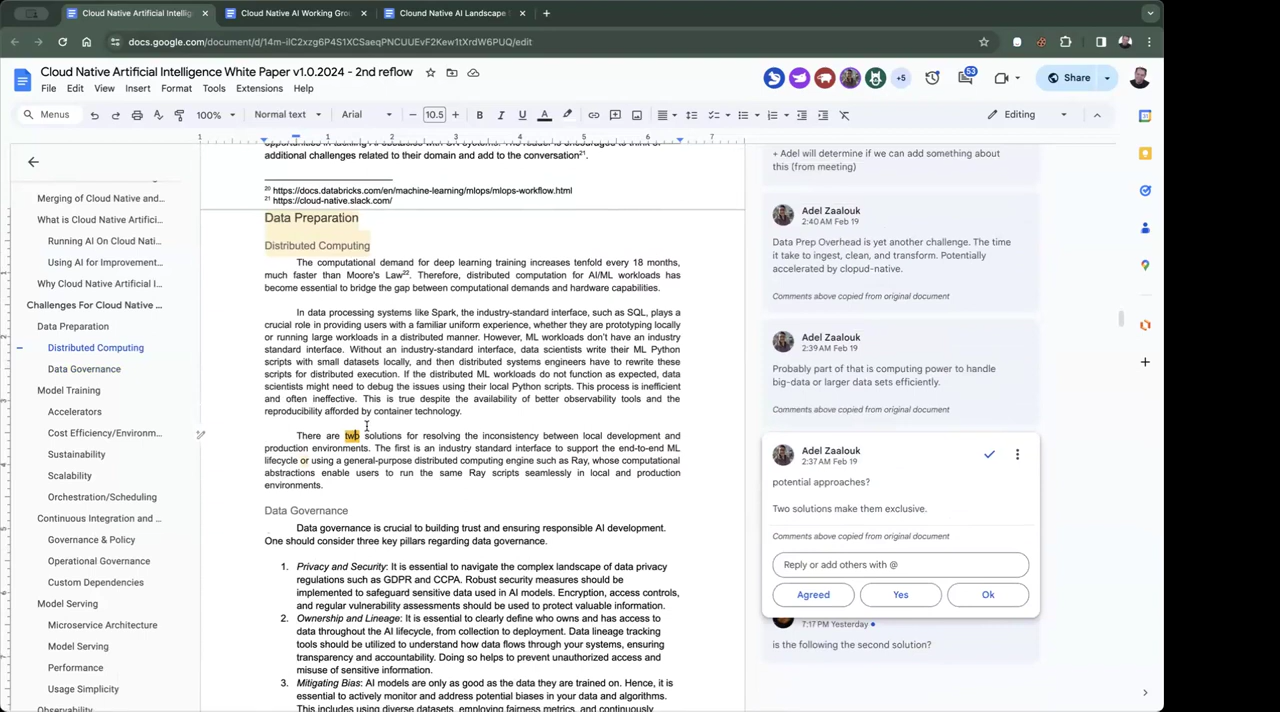 Cloud Native Artificial Intellig
Cloud Native AI Working Gro
Clound Native AI Landscape
docs.google.com/document/d/14m-ilC2xzg6P4S1XCSaeqPNCUUEvF2Kew1tXrdW6PUQ/edit
Cloud Native Artificial Intelligence White Paper v1.0.2024 - 2nd reflow
+5
53
Share
File Edit View Insert Format Tools Extensions Help
Menus
100%
Normal text
Arial
10.5
B I U A
Editing
1 1 2 3 4 5 6 7
Merging of Cloud Native and...
What is Cloud Native Artifici...
Running AI On Cloud Nati...
Using AI for Improvement...
Why Cloud Native Artificial I...
Challenges For Cloud Native ...
Data Preparation
Distributed Computing
Data Governance
Model Training
Accelerators
Cost Efficiency/Environm...
Sustainability
Scalability
Orchestration/Scheduling
Continuous Integration and ...
Governance & Policy
Operational Governance
Custom Dependencies
Model Serving
Microservice Architecture
Model Serving
Performance
Usage Simplicity
Observability
additional challenges related to their domain and add to the conversation21.
20 https://docs.databricks.com/en/machine-learning/mlops/mlops-workflow.html
21 https://cloud-native.slack.com/
Data Preparation
Distributed Computing
The computational demand for deep learning training increases tenfold every 18 months,
much faster than Moore's Law22. Therefore, distributed computation for AI/ML workloads has
become essential to bridge the gap between computational demands and hardware capabilities.
In data processing systems like Spark, the industry-standard interface, such as SQL, plays a
crucial role in providing users with a familiar uniform experience, whether they are prototyping locally
or running large workloads in a distributed manner. However, ML workloads don't have an industry
standard interface. Without an industry-standard interface, data scientists write their ML Python
scripts with small datasets locally, and then distributed systems engineers have to rewrite these
scripts for distributed execution. If the distributed ML workloads do not function as expected, data
scientists might need to debug the issues using their local Python scripts. This process is inefficient
and often ineffective. This is true despite the availability of better observability tools and the
reproducibility afforded by container technology.
There are two solutions for resolving the inconsistency between local development and
production environments. The first is an industry standard interface to support the end-to-end ML
lifecycle or using a general-purpose distributed computing engine such as Ray, whose computational
abstractions enable users to run the same Ray scripts seamlessly in local and production
environments.
Data Governance
Data governance is crucial to building trust and ensuring responsible AI development.
One should consider three key pillars regarding data governance.
1. Privacy and Security: It is essential to navigate the complex landscape of data privacy
regulations such as GDPR and CCPA. Robust security measures should be
implemented to safeguard sensitive data used in AI models. Encryption, access controls,
and regular vulnerability assessments should be used to protect valuable information.
2. Ownership and Lineage: It is essential to clearly define who owns and has access to
data throughout the AI lifecycle, from collection to deployment. Data lineage tracking
tools should be utilized to understand how data flows through your systems, ensuring
transparency and accountability. Doing so helps to prevent unauthorized access and
misuse of sensitive information.
3. Mitigating Bias: AI models are only as good as the data they are trained on. Hence, it is
essential to actively monitor and address potential biases in your data and algorithms.
This includes using diverse datasets, employing fairness metrics, and continuously
+ Adel will determine if we can add something about
this (from meeting)
Adel Zaalouk
2:40 AM Feb 19
Data Prep Overhead is yet another challenge. The time
it take to ingest, clean, and transform. Potentially
accelerated by clopud-native.
Comments above copied from original document
Adel Zaalouk
2:39 AM Feb 19
Probably part of that is computing power to handle
big-data or larger data sets efficiently.
Comments above copied from original document
Adel Zaalouk
2:37 AM Feb 19
potential approaches?
Two solutions make them exclusive.
Comments above copied from original document
Reply or add others with @
Agreed Yes Ok
7:17 PM Yesterday
is the following the second solution?